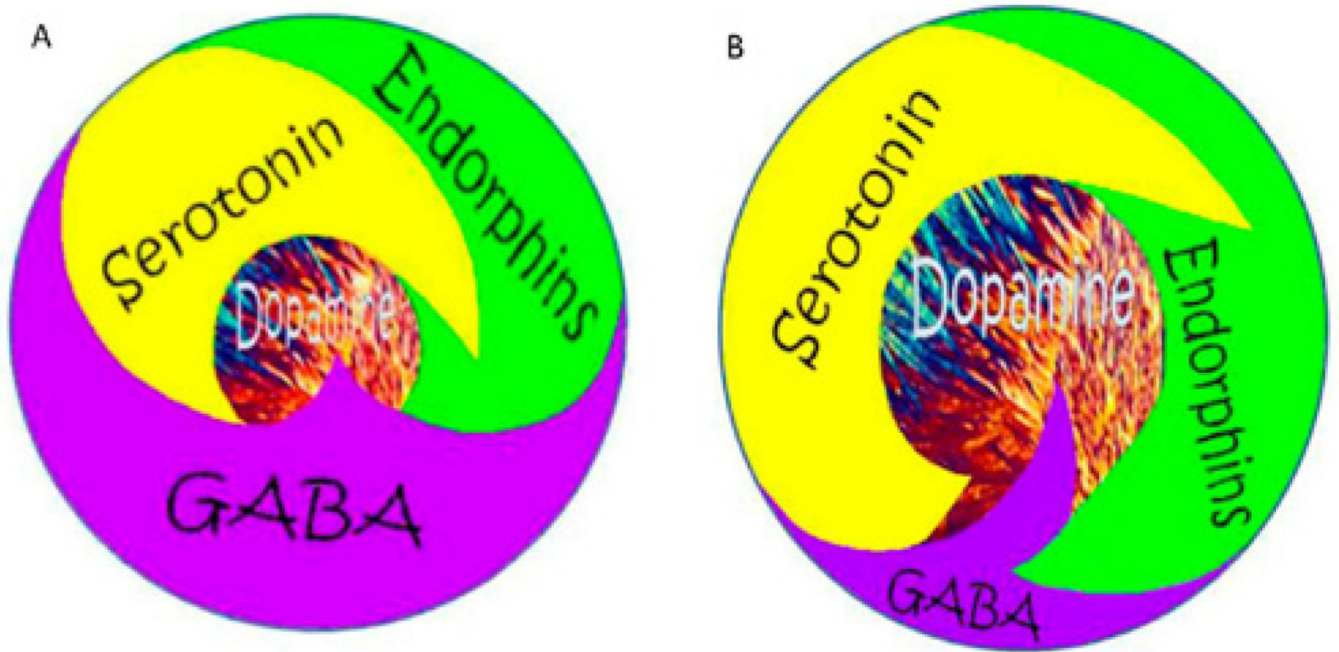 A
Endorphins
Serotonin
Dopamine
GABA
B
Serotonin
Dopamine
Endorphins
GABA